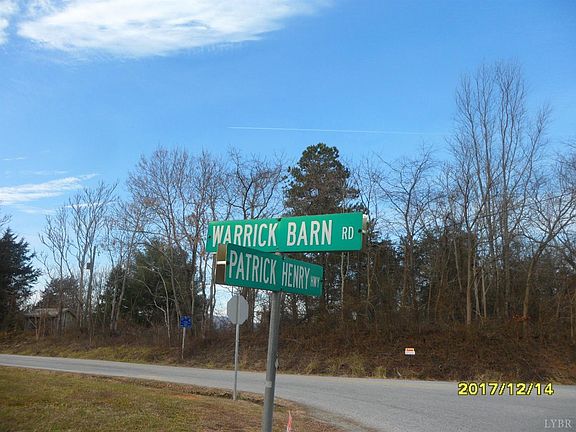 WARRICK BARN RD
PATRICK HENRY HWY
2017/12/14
LYBR